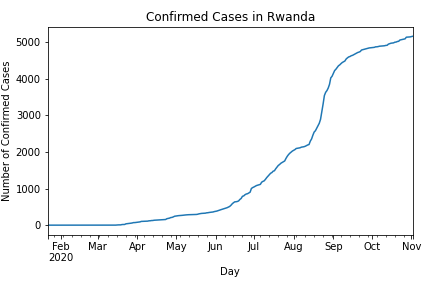 Confirmed Cases in Rwanda
Number of Confirmed Cases
5000
4000
3000
2000
1000
0
Feb Mar Apr May Jun Jul Aug Sep Oct Nov
2020
Day